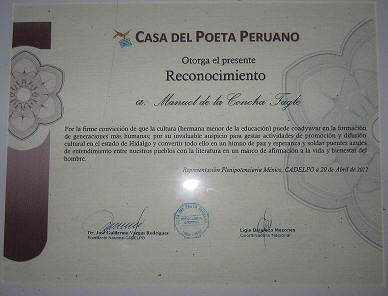 CASA DEL POETA PERUANO
Otorga el presente
Reconocimiento
a: Manuel de la Concha Tagle
Por la firme convicción de que la cultura (hermana menor de la educación) puede coadyuvar en la formación
de generaciones más humanas; por su invaluable auspicio para gestar actividades de promoción y difusión
cultural en el estado de Hidalgo y convertir todo ello en un himno de paz y esperanza y soldar puentes azules
de entendimiento entre nuestros pueblos con la literatura en un marco de afirmación a la vida y bienestar del
hombre.
Representación Plenipotenciaria México, CADELPO a 20 de Abril de 2012
Dr. José Guillermo Vargas Rodríguez
Presidente Nacional CADELPO
Ligia Mezones
Coordinadora Nacional